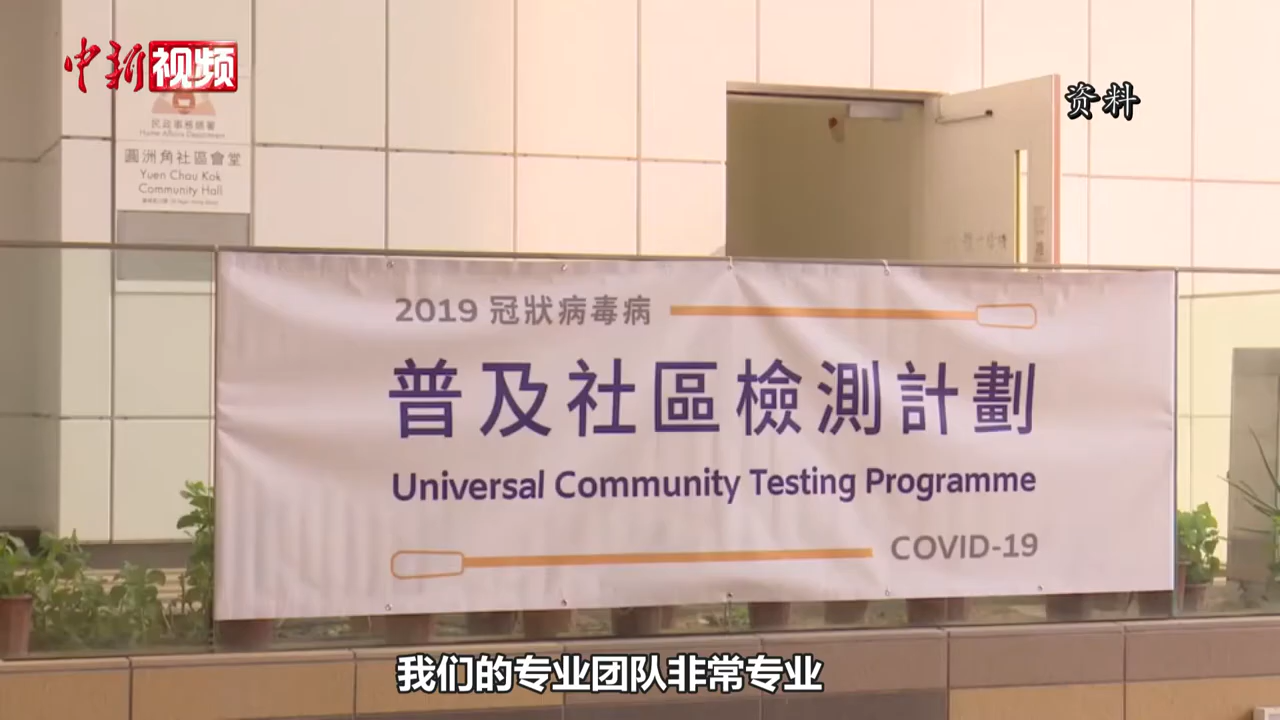 中新视频
资料
民政事務總署
Home Affairs Department
圓洲角社區會堂
Yuen Chau Kok
Community Hall
2019 冠狀病毒病
普及社區檢測計劃
Universal Community Testing Programme
COVID-19
我们的专业团队非常专业